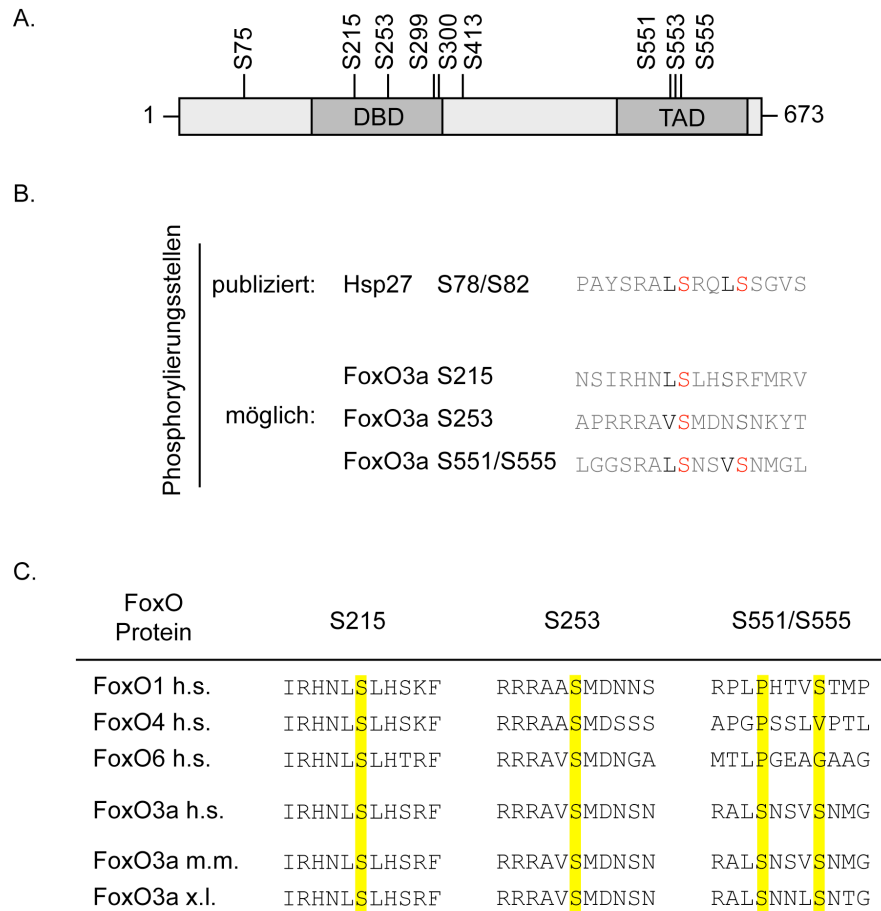 A.
S75 S215 S253 S299 S300 S413 S551 S553 S555
1 DBD TAD 673
B.
Phosphorylierungsstellen
publiziert: Hsp27 S78/S82 PAYSRALSRQLSSGVS
möglich:
FoxO3a S215 NSIRHNLSLHSRFMRV
FoxO3a S253 APRRRAVSMDNSNKYT
FoxO3a S551/S555 LGGSRALSNSVSNMGL
C.
FoxO
Protein
S215 S253 S551/S555
FoxO1 h.s. IRHNLSLHSKF RRRAASMDNNS RPLPHTVSTMP
FoxO4 h.s. IRHNLSLHSKF RRRAASMDSSS APGPSSLVPTL
FoxO6 h.s. IRHNLSLHTRF RRRAVSMDNGA MTLPGEAGAAG
FoxO3a h.s. IRHNLSLHSRF RRRAVSMDNSN RALSNSVSNMG
FoxO3a m.m. IRHNLSLHSRF RRRAVSMDNSN RALSNSVSNMG
FoxO3a x.l. IRHNLSLHSRF RRRAVSMDNSN RALSNNLSNTG